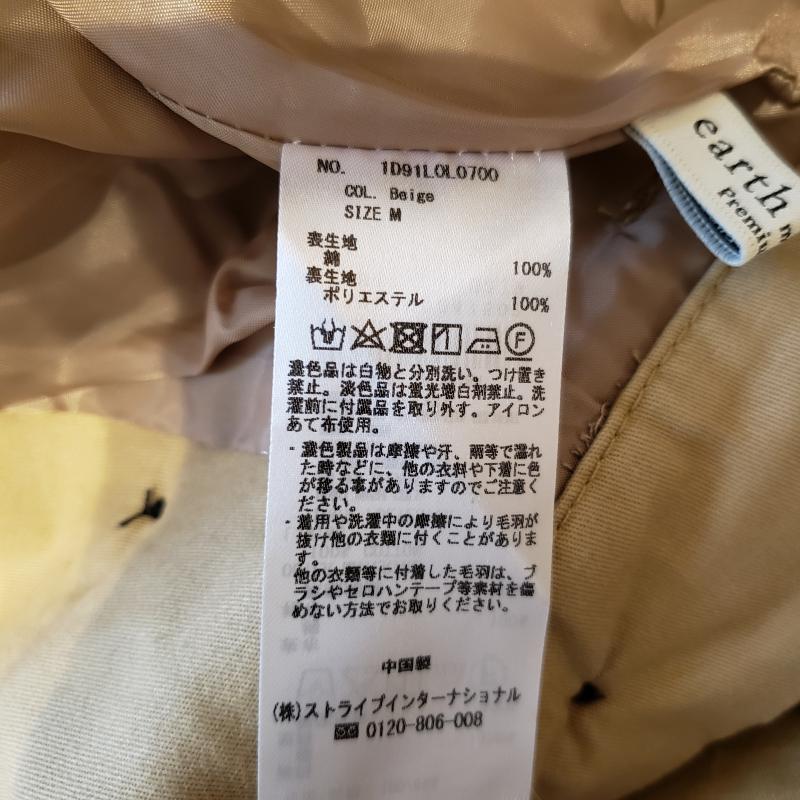 NO. 1D91L0L0700
COL. Beige
SIZE M
表生地
綿 100%
裏生地
ポリエステル 100%
F
濃色品は白物と分別洗い。つけ置き
禁止。淡色品は蛍光増白剤禁止。洗
濯前に付属品を取り外す。アイロン
あて布使用。
・濃色製品は摩擦や汗、雨等で濡れ
た時などに、他の衣料や下着に色
が移る事がありますのでご注意く
ださい。
・着用や洗濯中の摩擦により毛羽が
抜け他の衣類に付くことがありま
す。
他の衣類等に付着した毛羽は、ブ
ラシやセロハンテープ等素材を傷
めない方法でお取りください。
中国製
(株)ストライプインターナショナル
0120-806-008
earth
Premi